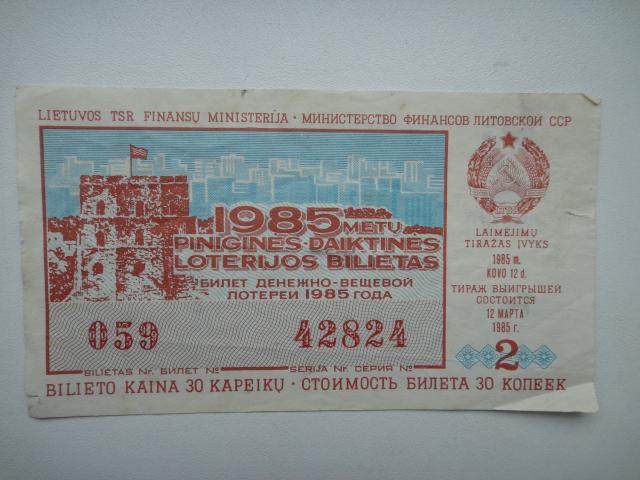 LIETUVOS TSR FINANSŲ MINISTERIJA · МИНИСТЕРСТВО ФИНАНСОВ ЛИТОВСКОЙ ССР
1985 METŲ
PINIGINĖS-DAIKTINĖS
LOTERIJOS BILIETAS
БИЛЕТ ДЕНЕЖНО-ВЕЩЕВОЙ
ЛОТЕРЕИ 1985 ГОДА
059 42824
BILIETAS Nr. БИЛЕТ № SERIJA Nr. СЕРИЯ №
LAIMĖJIMŲ
TIRAŽAS ĮVYKS
1985 m.
KOVO 12 d.
ТИРАЖ ВЫИГРЫШЕЙ
СОСТОИТСЯ
12 МАРТА
1985 г.
2
BILIETO KAINA 30 KAPEIKŲ · СТОИМОСТЬ БИЛЕТА 30 КОПЕЕК